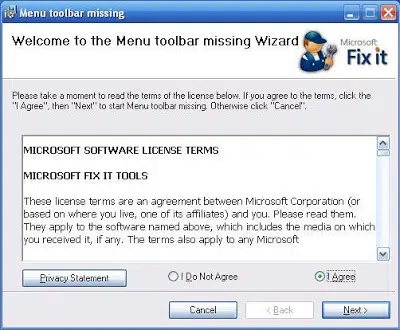 Menu toolbar missing
Welcome to the Menu toolbar missing Wizard
Microsoft
Fix it
Please take a moment to read the terms of the license below. If you agree to the terms, click the
"I Agree", then "Next" to start Menu toolbar missing. Otherwise click "Cancel".
MICROSOFT SOFTWARE LICENSE TERMS
MICROSOFT FIX IT TOOLS
These license terms are an agreement between Microsoft Corporation (or
based on where you live, one of its affiliates) and you. Please read them.
They apply to the software named above, which includes the media on which
you received it, if any. The terms also apply to any Microsoft
Privacy Statement
I Do Not Agree
I Agree
Cancel
< Back
Next >